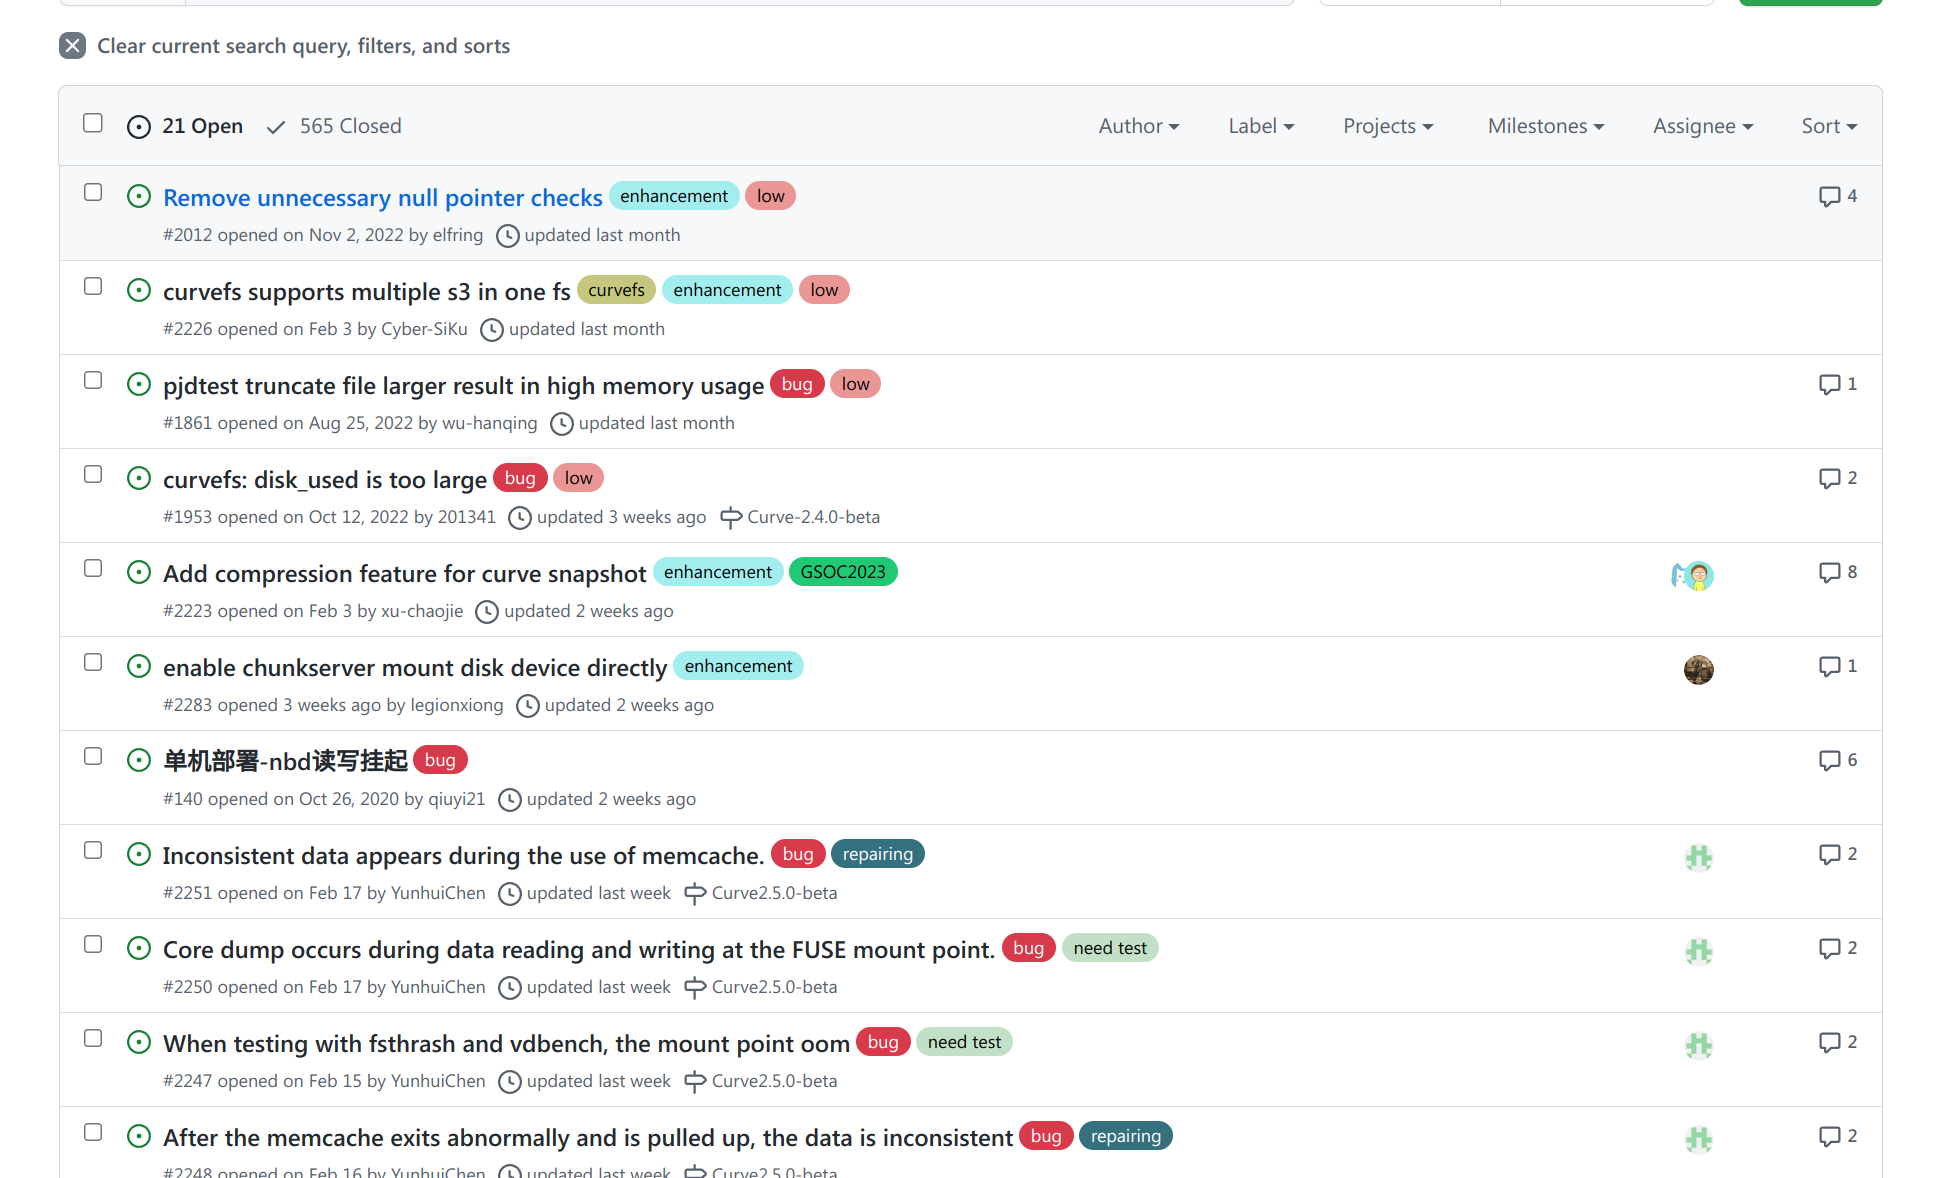 Clear current search query, filters, and sorts
21 Open 565 Closed Author Label Projects Milestones Assignee Sort
Remove unnecessary null pointer checks enhancement low 4
#2012 opened on Nov 2, 2022 by elfring updated last month
curvefs supports multiple s3 in one fs curvefs enhancement low
#2226 opened on Feb 3 by Cyber-SiKu updated last month
pjdtest truncate file larger result in high memory usage bug low 1
#1861 opened on Aug 25, 2022 by wu-hanqing updated last month
curvefs: disk_used is too large bug low 2
#1953 opened on Oct 12, 2022 by 201341 updated 3 weeks ago Curve-2.4.0-beta
Add compression feature for curve snapshot enhancement GSOC2023 8
#2223 opened on Feb 3 by xu-chaojie updated 2 weeks ago
enable chunkserver mount disk device directly enhancement 1
#2283 opened 3 weeks ago by legionxiong updated 2 weeks ago
单机部署-nbd读写挂起 bug 6
#140 opened on Oct 26, 2020 by qiuyi21 updated 2 weeks ago
Inconsistent data appears during the use of memcache. bug repairing 2
#2251 opened on Feb 17 by YunhuiChen updated last week Curve2.5.0-beta
Core dump occurs during data reading and writing at the FUSE mount point. bug need test 2
#2250 opened on Feb 17 by YunhuiChen updated last week Curve2.5.0-beta
When testing with fsthrash and vdbench, the mount point oom bug need test 2
#2247 opened on Feb 15 by YunhuiChen updated last week Curve2.5.0-beta
After the memcache exits abnormally and is pulled up, the data is inconsistent bug repairing 2
#2248 opened on Feb 16 by YunhuiChen updated last week Curve2.5.0-beta